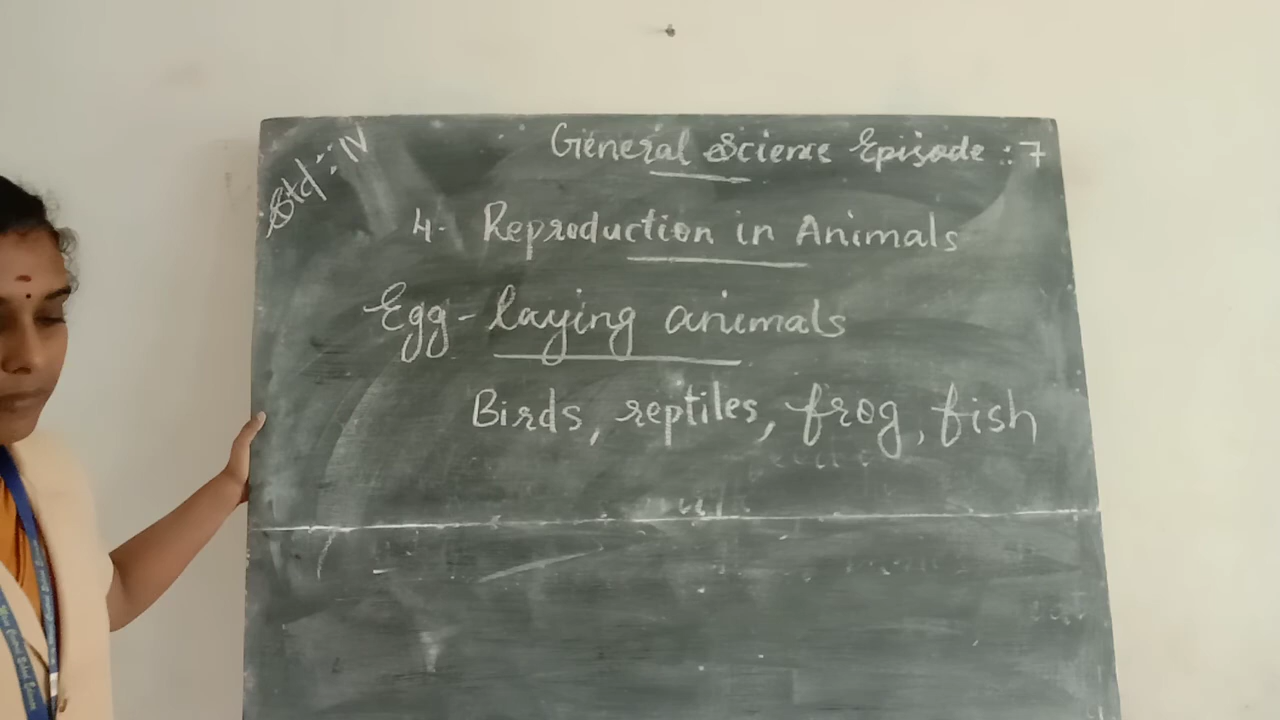 Std : IV
General Science Episode : 7
4. Reproduction in Animals
Egg-laying animals
Birds, reptiles, frog, fish